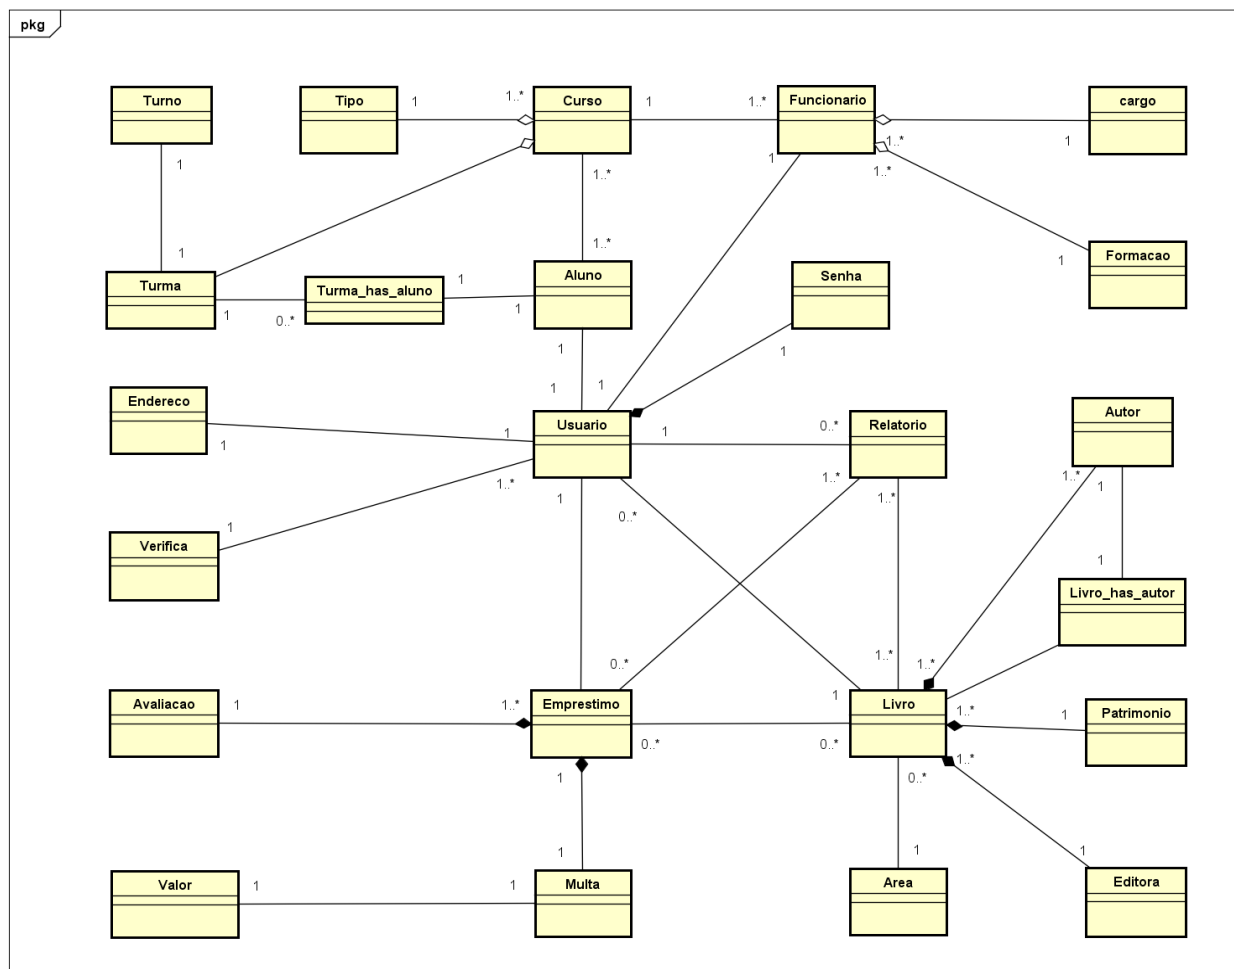 pkg
Turno
Tipo
1
1..*
Curso
1
1..*
Funcionario
cargo
1
1..*
1
1
1..*
1..*
1
1..*
Formacao
1
Turma
1
0..*
Turma_has_aluno
1
1
Aluno
Senha
1
1
1
1
Endereco
1
1
Usuario
1
0..*
Relatorio
Autor
1..*
1
1..*
1
0..*
1..*
1..*
1
Verifica
1
Livro_has_autor
0..*
1..*
1..*
Avaliacao
1
1..*
Emprestimo
0..*
1
0..*
Livro
1..*
1
Patrimonio
1
1..*
0..*
1
1
1
Valor
1
1
Multa
Area
Editora